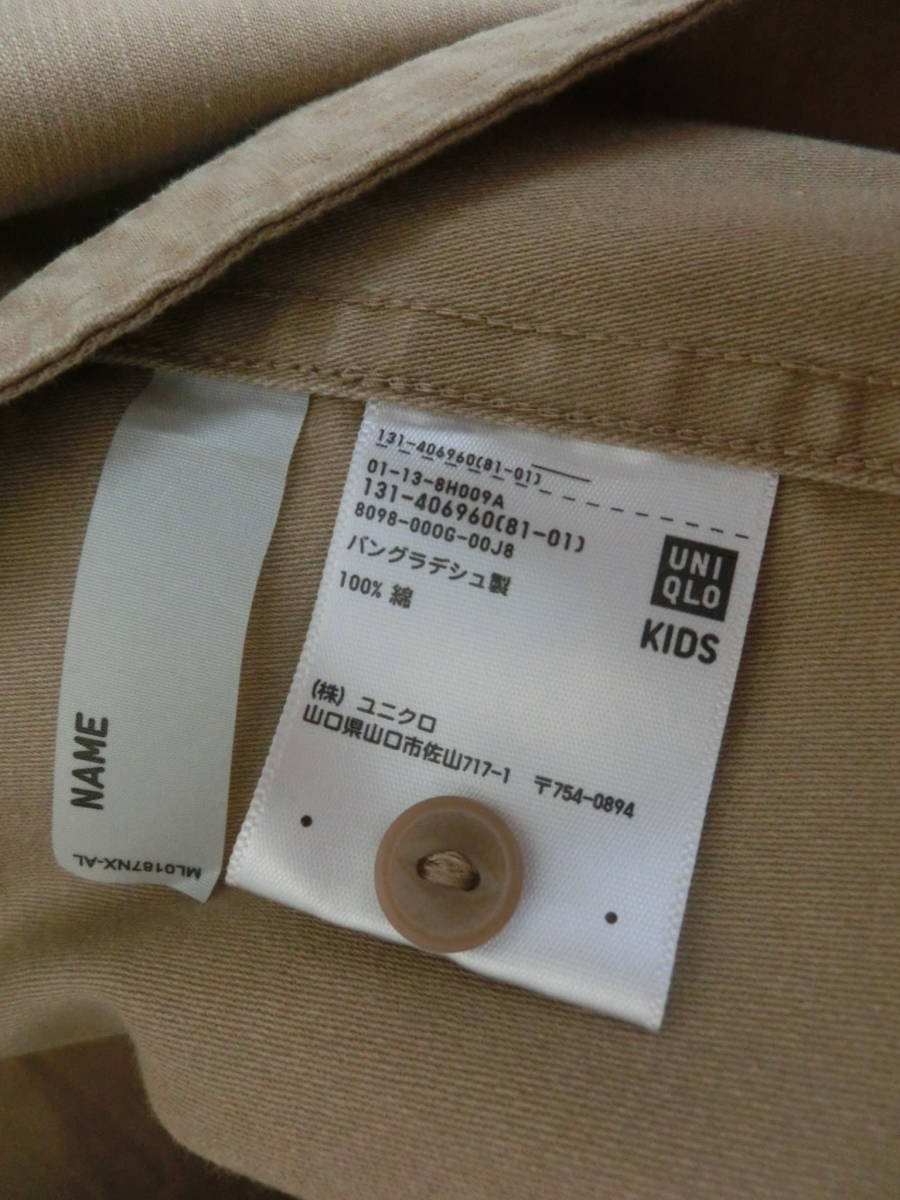 131-406960(81-01)
01-13-8H009A
131-406960(81-01)
8098-000G-00J8
バングラデシュ製
100% 綿
UNI
QLO
KIDS
(株) ユニクロ
山口県山口市佐山717-1 〒754-0894
NAME
ML0187NX-AL